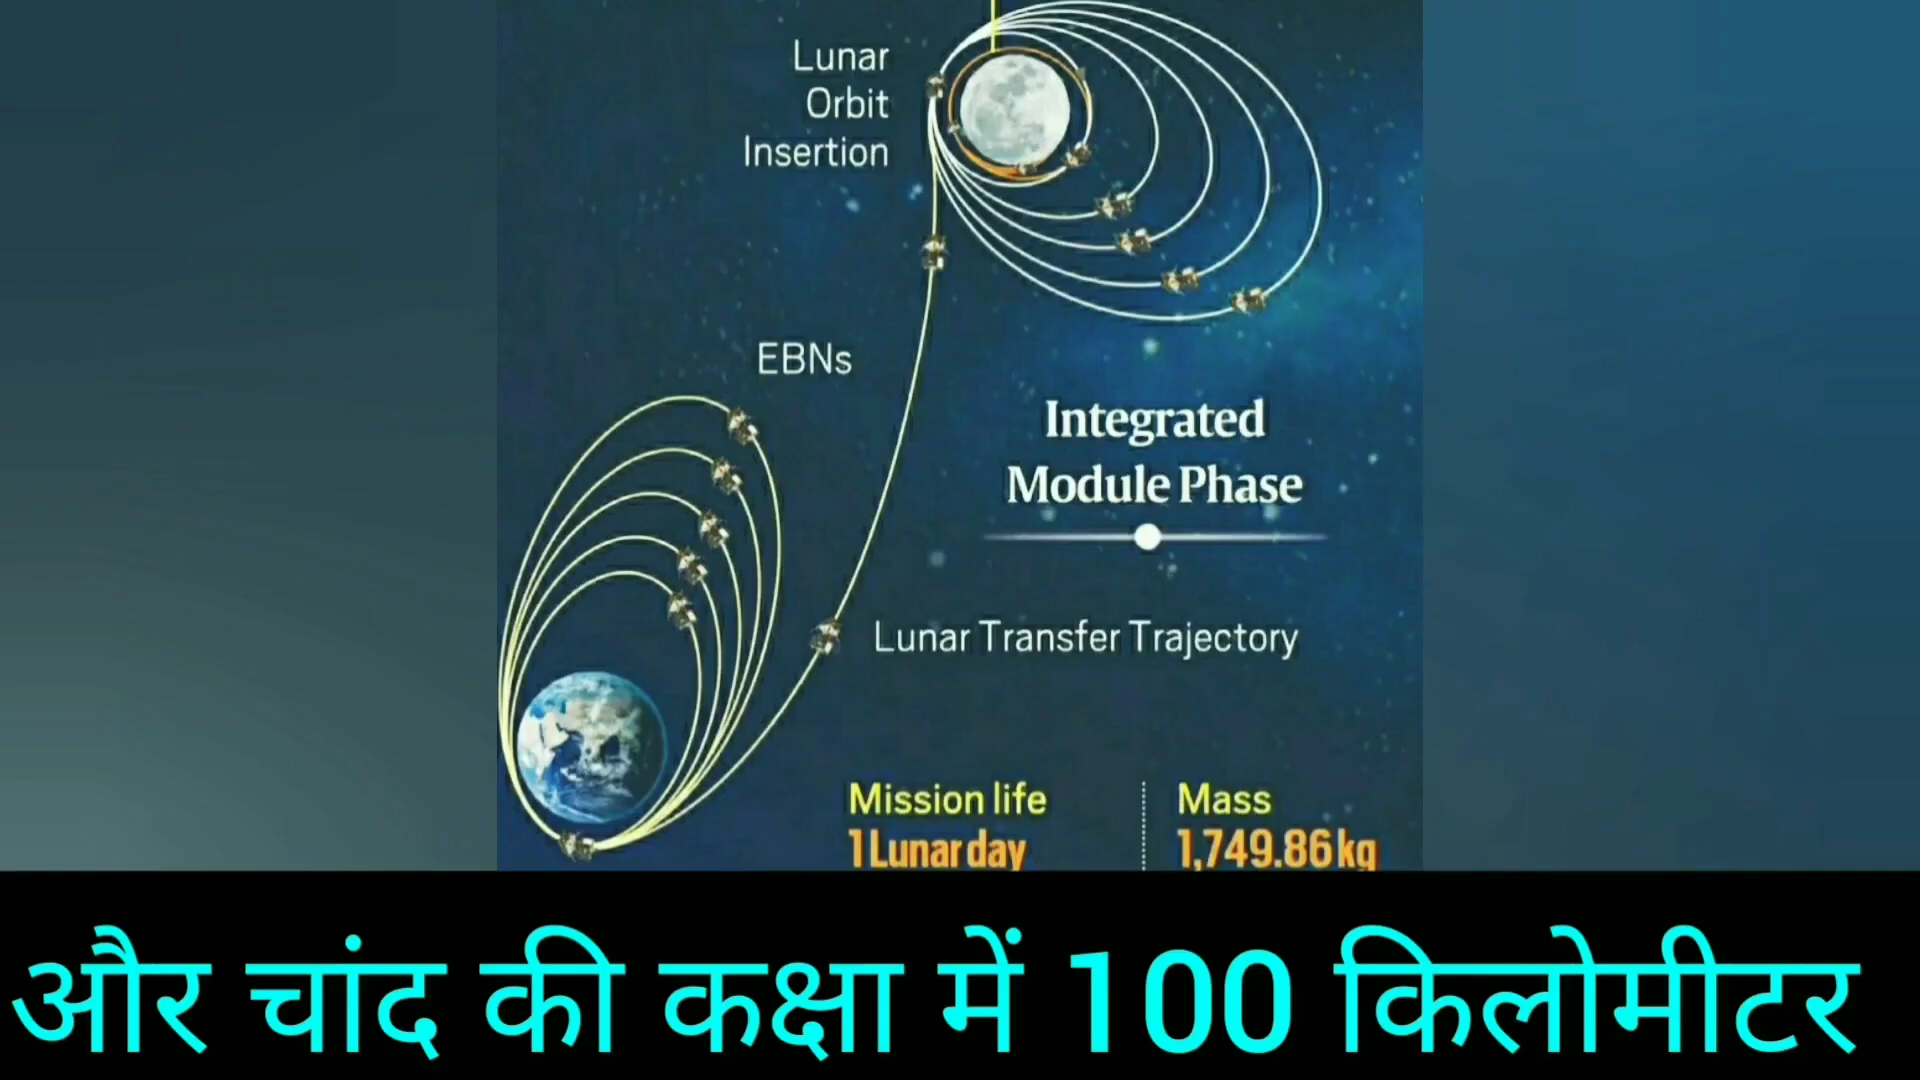 Lunar
Orbit
Insertion
EBNs
Integrated
Module Phase
Lunar Transfer Trajectory
Mission life
1 Lunar day
Mass
1,749.86 kg
और चांद की कक्षा में 100 किलोमीटर